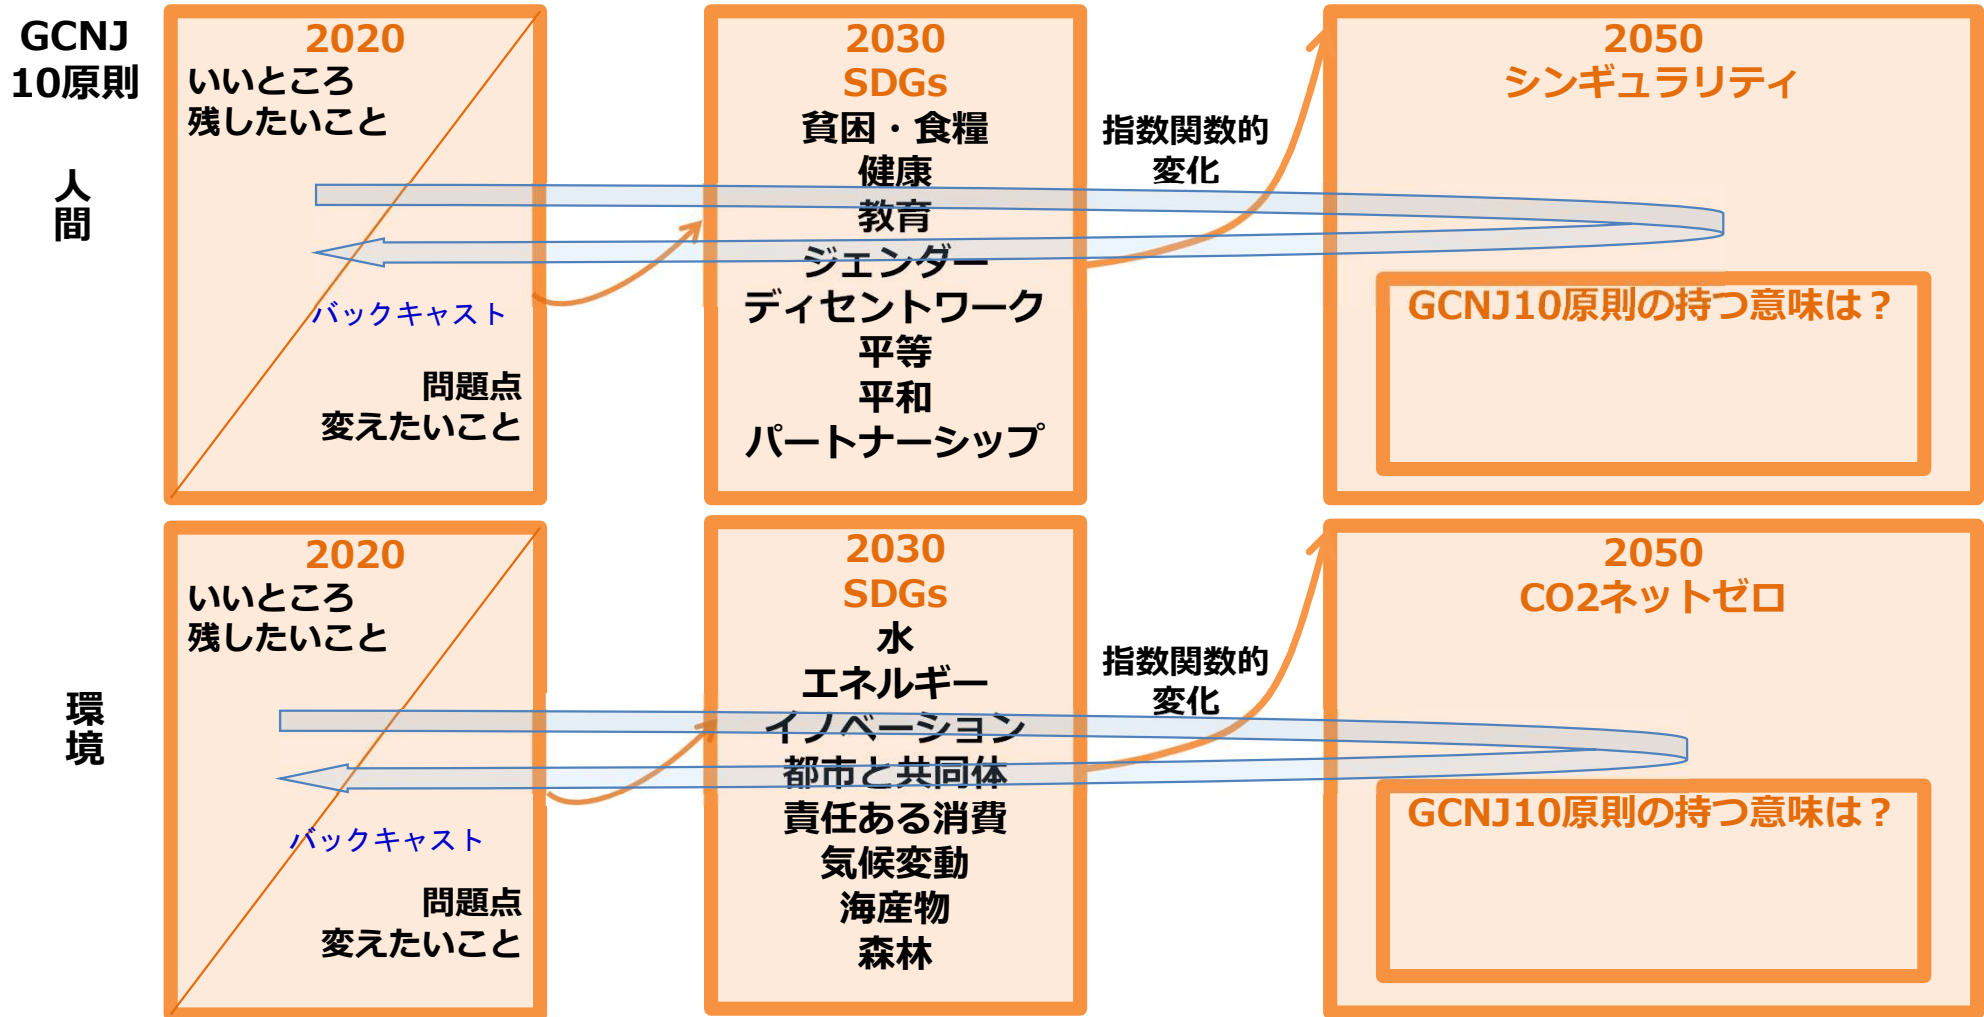 GCNJ
10原則
人
間
2020
いいところ
残したいこと
バックキャスト
問題点
変えたいこと
2030
SDGs
貧困・食糧
健康
教育
ジェンダー
ディセントワーク
平等
平和
パートナーシップ
指数関数的
変化
2050
シンギュラリティ
GCNJ10原則の持つ意味は？
環
境
2020
いいところ
残したいこと
バックキャスト
問題点
変えたいこと
2030
SDGs
水
エネルギー
イノベーション
都市と共同体
責任ある消費
気候変動
海産物
森林
指数関数的
変化
2050
CO2ネットゼロ
GCNJ10原則の持つ意味は？